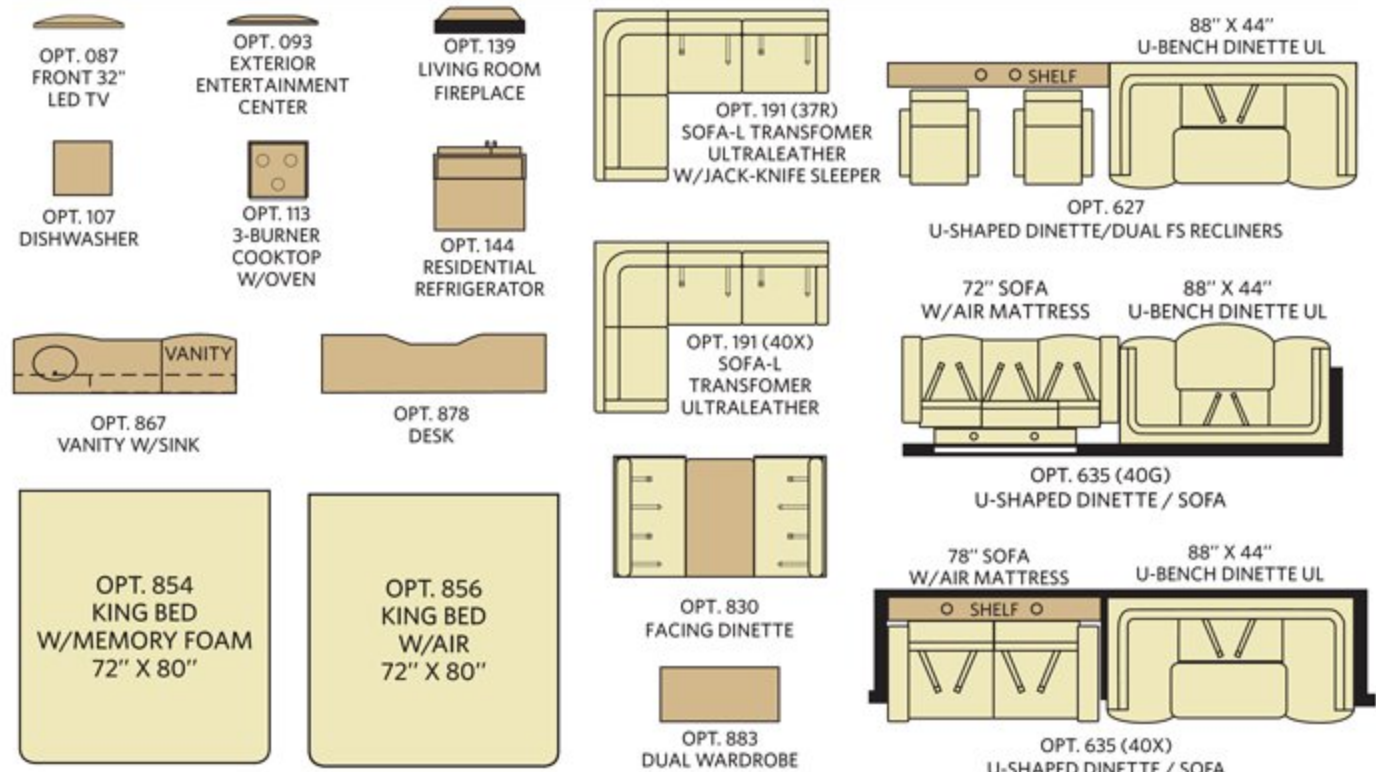 OPT. 087
FRONT 32"
LED TV
OPT. 093
EXTERIOR
ENTERTAINMENT
CENTER
OPT. 139
LIVING ROOM
FIREPLACE
OPT. 107
DISHWASHER
OPT. 113
3-BURNER
COOKTOP
W/OVEN
OPT. 144
RESIDENTIAL
REFRIGERATOR
VANITY
OPT. 867
VANITY W/SINK
OPT. 878
DESK
OPT. 854
KING BED
W/MEMORY FOAM
72" X 80"
OPT. 856
KING BED
W/AIR
72" X 80"
OPT. 191 (37R)
SOFA-L TRANSFOMER
ULTRALEATHER
W/JACK-KNIFE SLEEPER
OPT. 191 (40X)
SOFA-L
TRANSFOMER
ULTRALEATHER
OPT. 830
FACING DINETTE
OPT. 883
DUAL WARDROBE
88" X 44"
U-BENCH DINETTE UL
SHELF
OPT. 627
U-SHAPED DINETTE/DUAL FS RECLINERS
72" SOFA
W/AIR MATTRESS
88" X 44"
U-BENCH DINETTE UL
OPT. 635 (40G)
U-SHAPED DINETTE / SOFA
78" SOFA
W/AIR MATTRESS
88" X 44"
U-BENCH DINETTE UL
SHELF
OPT. 635 (40X)
U-SHAPED DINETTE / SOFA